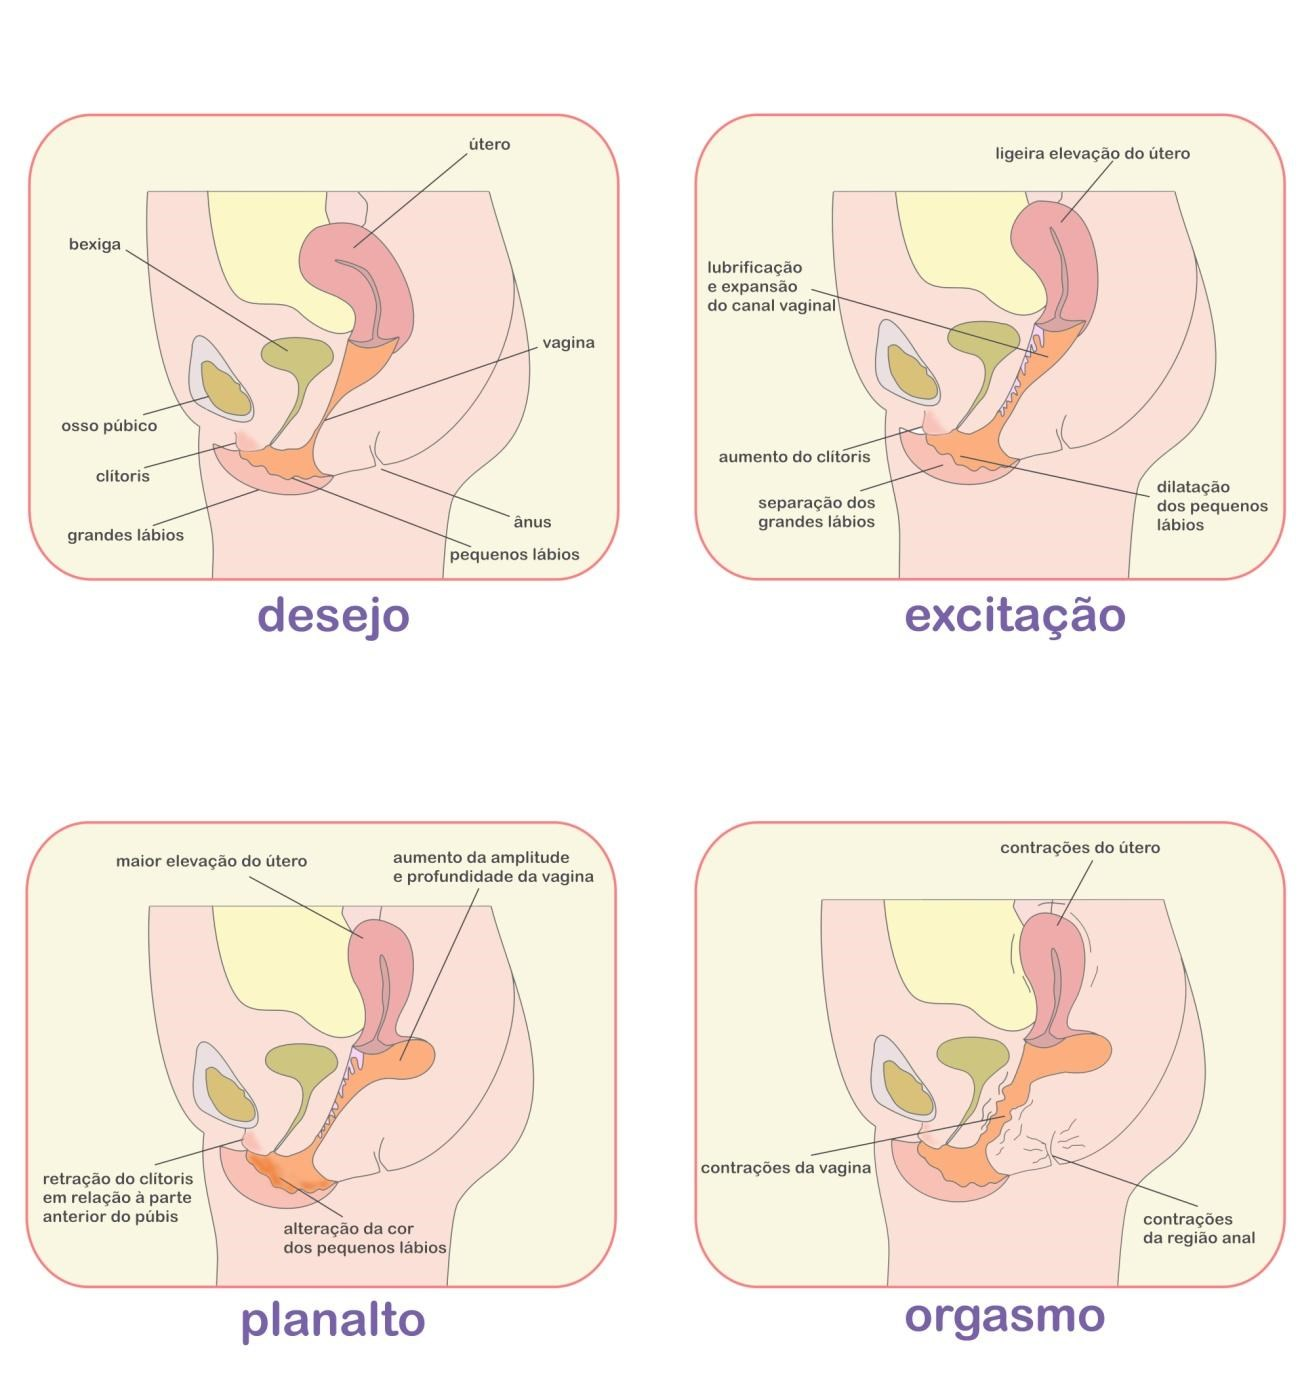 útero
bexiga
vagina
osso púbico
clítoris
ânus
grandes lábios
pequenos lábios
desejo
ligeira elevação do útero
lubrificação
e expansão
do canal vaginal
aumento do clítoris
dilatação
dos pequenos
lábios
separação dos
grandes lábios
excitação
maior elevação do útero
aumento da amplitude
e profundidade da vagina
retração do clítoris
em relação à parte
anterior do púbis
alteração da cor
dos pequenos lábios
planalto
contrações do útero
contrações da vagina
contrações
da região anal
orgasmo